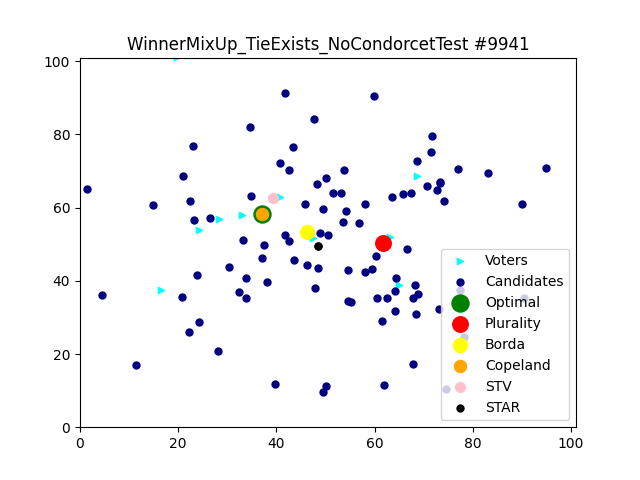 WinnerMixUp_TieExists_NoCondorcetTest #9941
100
80
60
40
20
0
0 20 40 60 80 100
Voters
Candidates
Optimal
Plurality
Borda
Copeland
STV
STAR